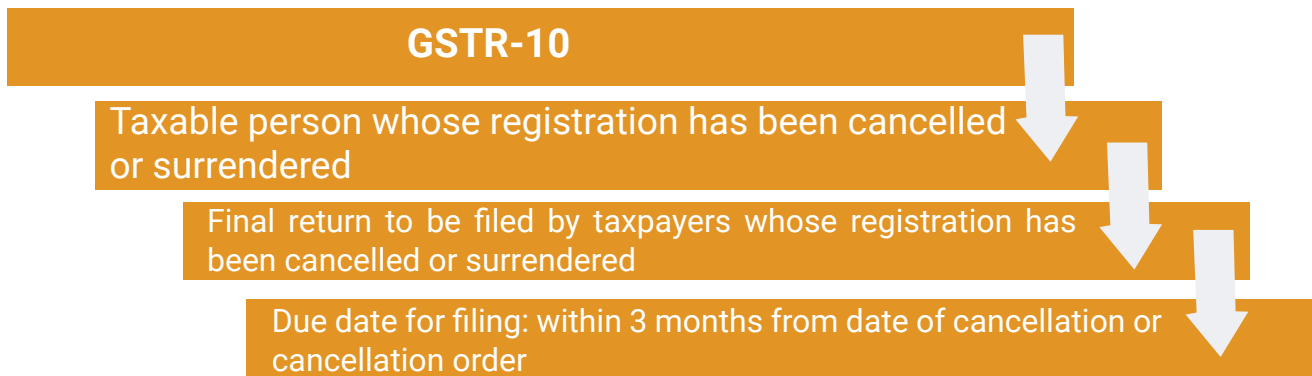 GSTR-10
Taxable person whose registration has been cancelled
or surrendered
Final return to be filed by taxpayers whose registration has
been cancelled or surrendered
Due date for filing: within 3 months from date of cancellation or
cancellation order